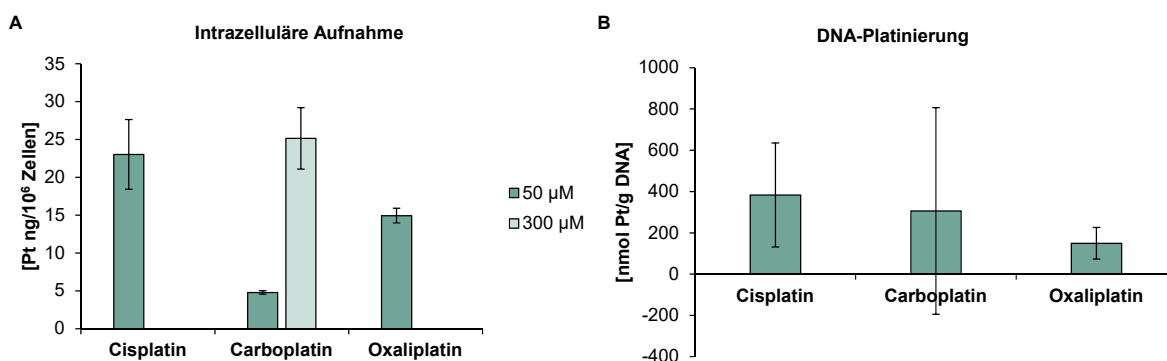 A
Intrazelluläre Aufnahme
[Pt ng/10⁶ Zellen]
35
30
25
20
15
10
5
0
Cisplatin Carboplatin Oxaliplatin
50 µM
300 µM
B
DNA-Platinierung
[nmol Pt/g DNA]
1000
800
600
400
200
0
-200
-400
Cisplatin Carboplatin Oxaliplatin